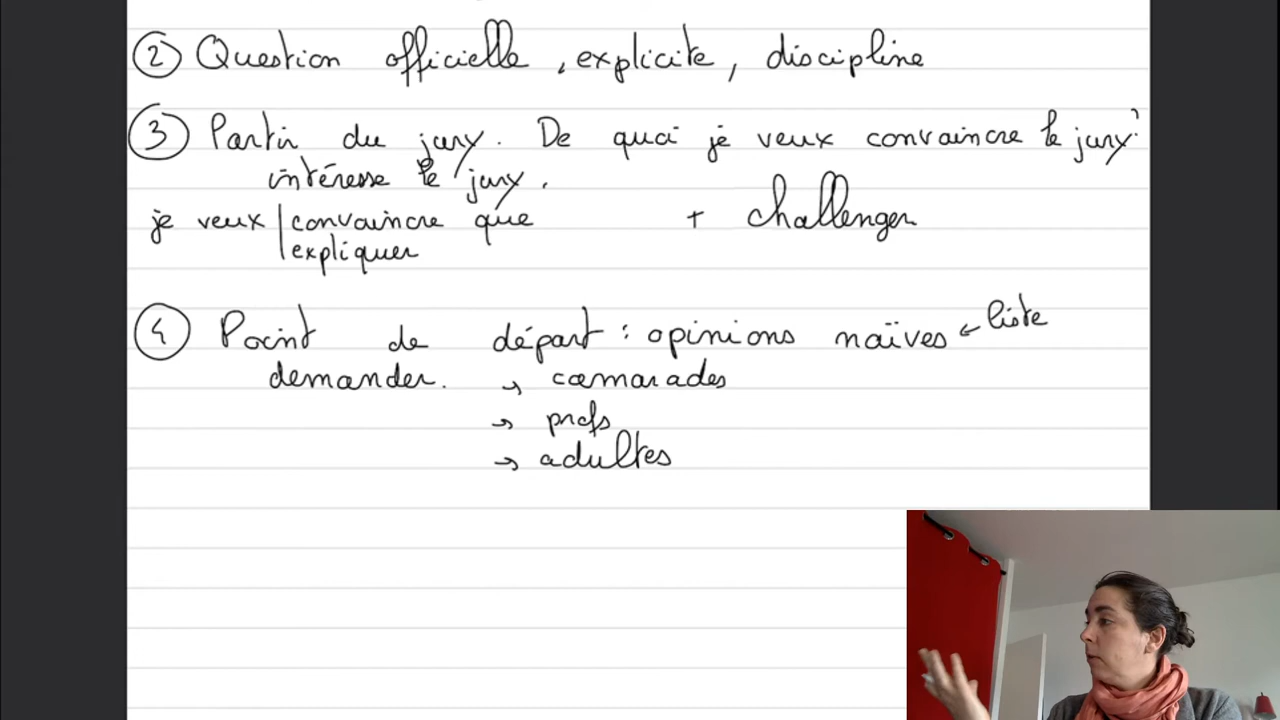 ② Question officielle, explicite, discipline
③ Partir du jury. De quoi je veux convaincre le jury?
intéresse le jury.
je veux convaincre que + challenger
expliquer
④ Point de départ : opinions naïves ← liste
demander. → camarades
→ profs
→ adultes